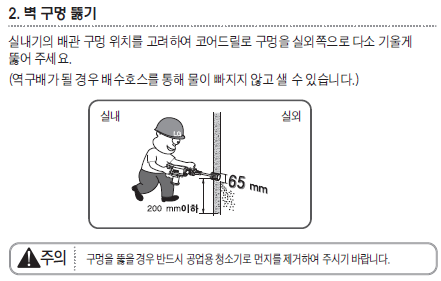 2. 벽 구멍 뚫기
실내기의 배관 구멍 위치를 고려하여 코어드릴로 구멍을 실외쪽으로 다소 기울게
뚫어 주세요.
(역구배가 될 경우 배수호스를 통해 물이 빠지지 않고 샐 수 있습니다.)
실내
실외
LG
65 mm
200 mm이하
주의
구멍을 뚫을 경우 반드시 공업용 청소기로 먼지를 제거하여 주시기 바랍니다.